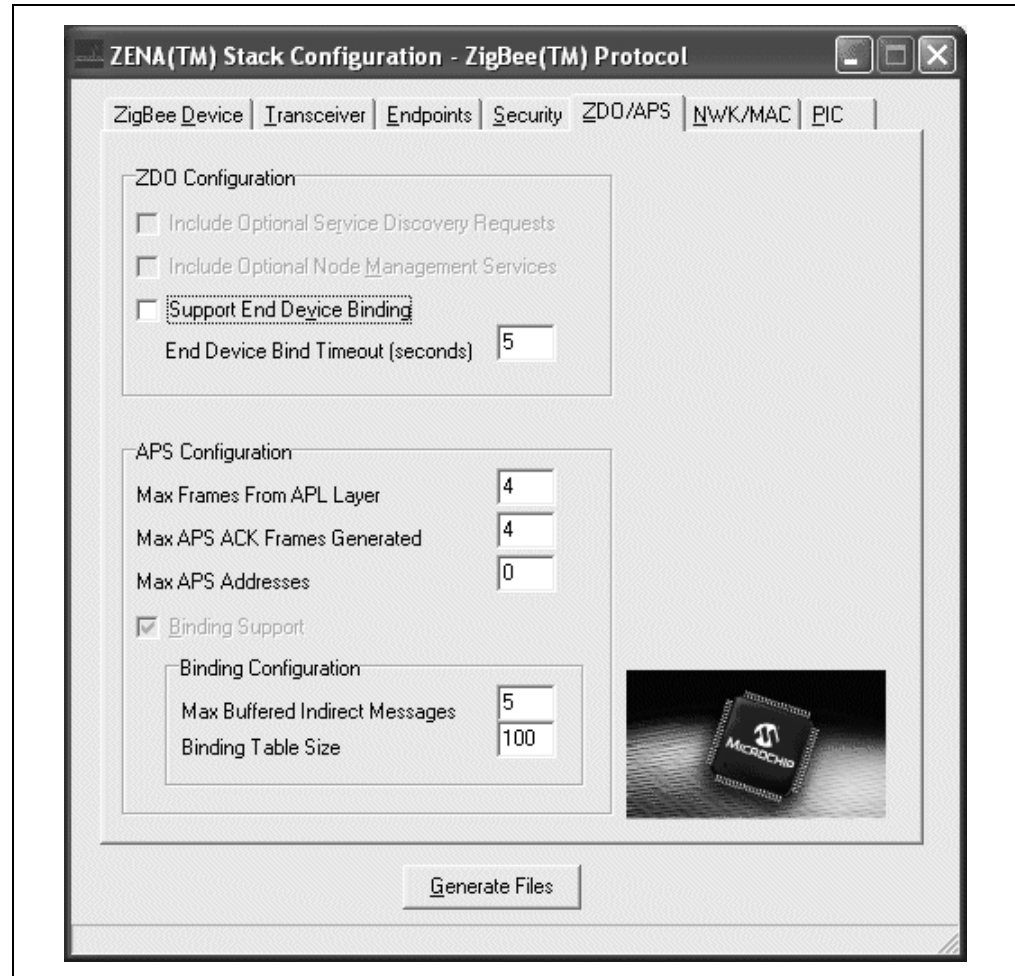 ZENA(TM) Stack Configuration - ZigBee(TM) Protocol
ZigBee Device Transceiver Endpoints Security ZDO/APS NWK/MAC PIC
ZDO Configuration
Include Optional Service Discovery Requests
Include Optional Node Management Services
Support End Device Binding
End Device Bind Timeout (seconds) 5
APS Configuration
Max Frames From APL Layer 4
Max APS ACK Frames Generated 4
Max APS Addresses 0
Binding Support
Binding Configuration
Max Buffered Indirect Messages 5
Binding Table Size 100
MICROCHIP
Generate Files